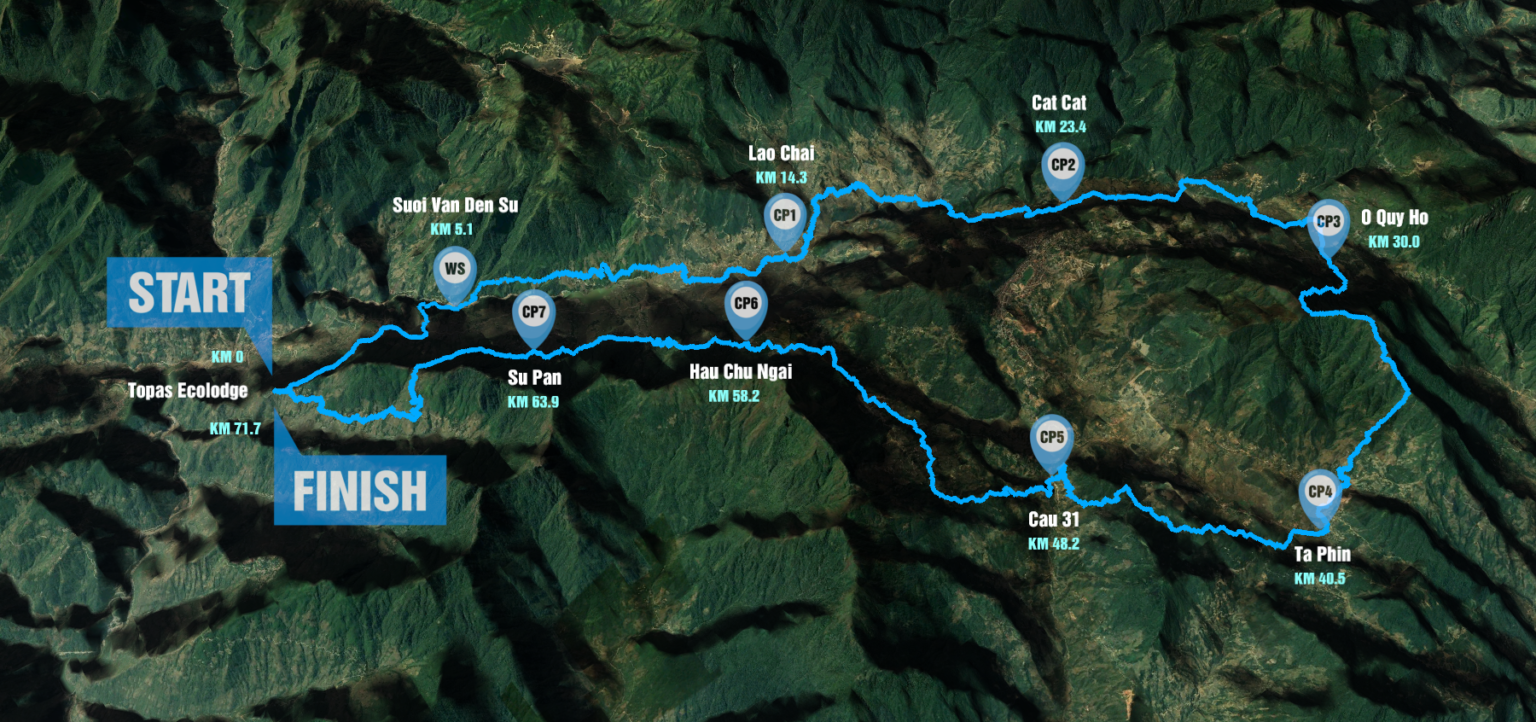 Cat Cat
KM 23.4
CP2
Lao Chai
KM 14.3
CP1
Suoi Van Den Su
KM 5.1
WS
CP3
O Quy Ho
KM 30.0
START
KM 0
Topas Ecolodge
KM 71.7
FINISH
CP7
Su Pan
KM 63.9
CP6
Hau Chu Ngai
KM 58.2
CP5
Cau 31
KM 48.2
CP4
Ta Phin
KM 40.5